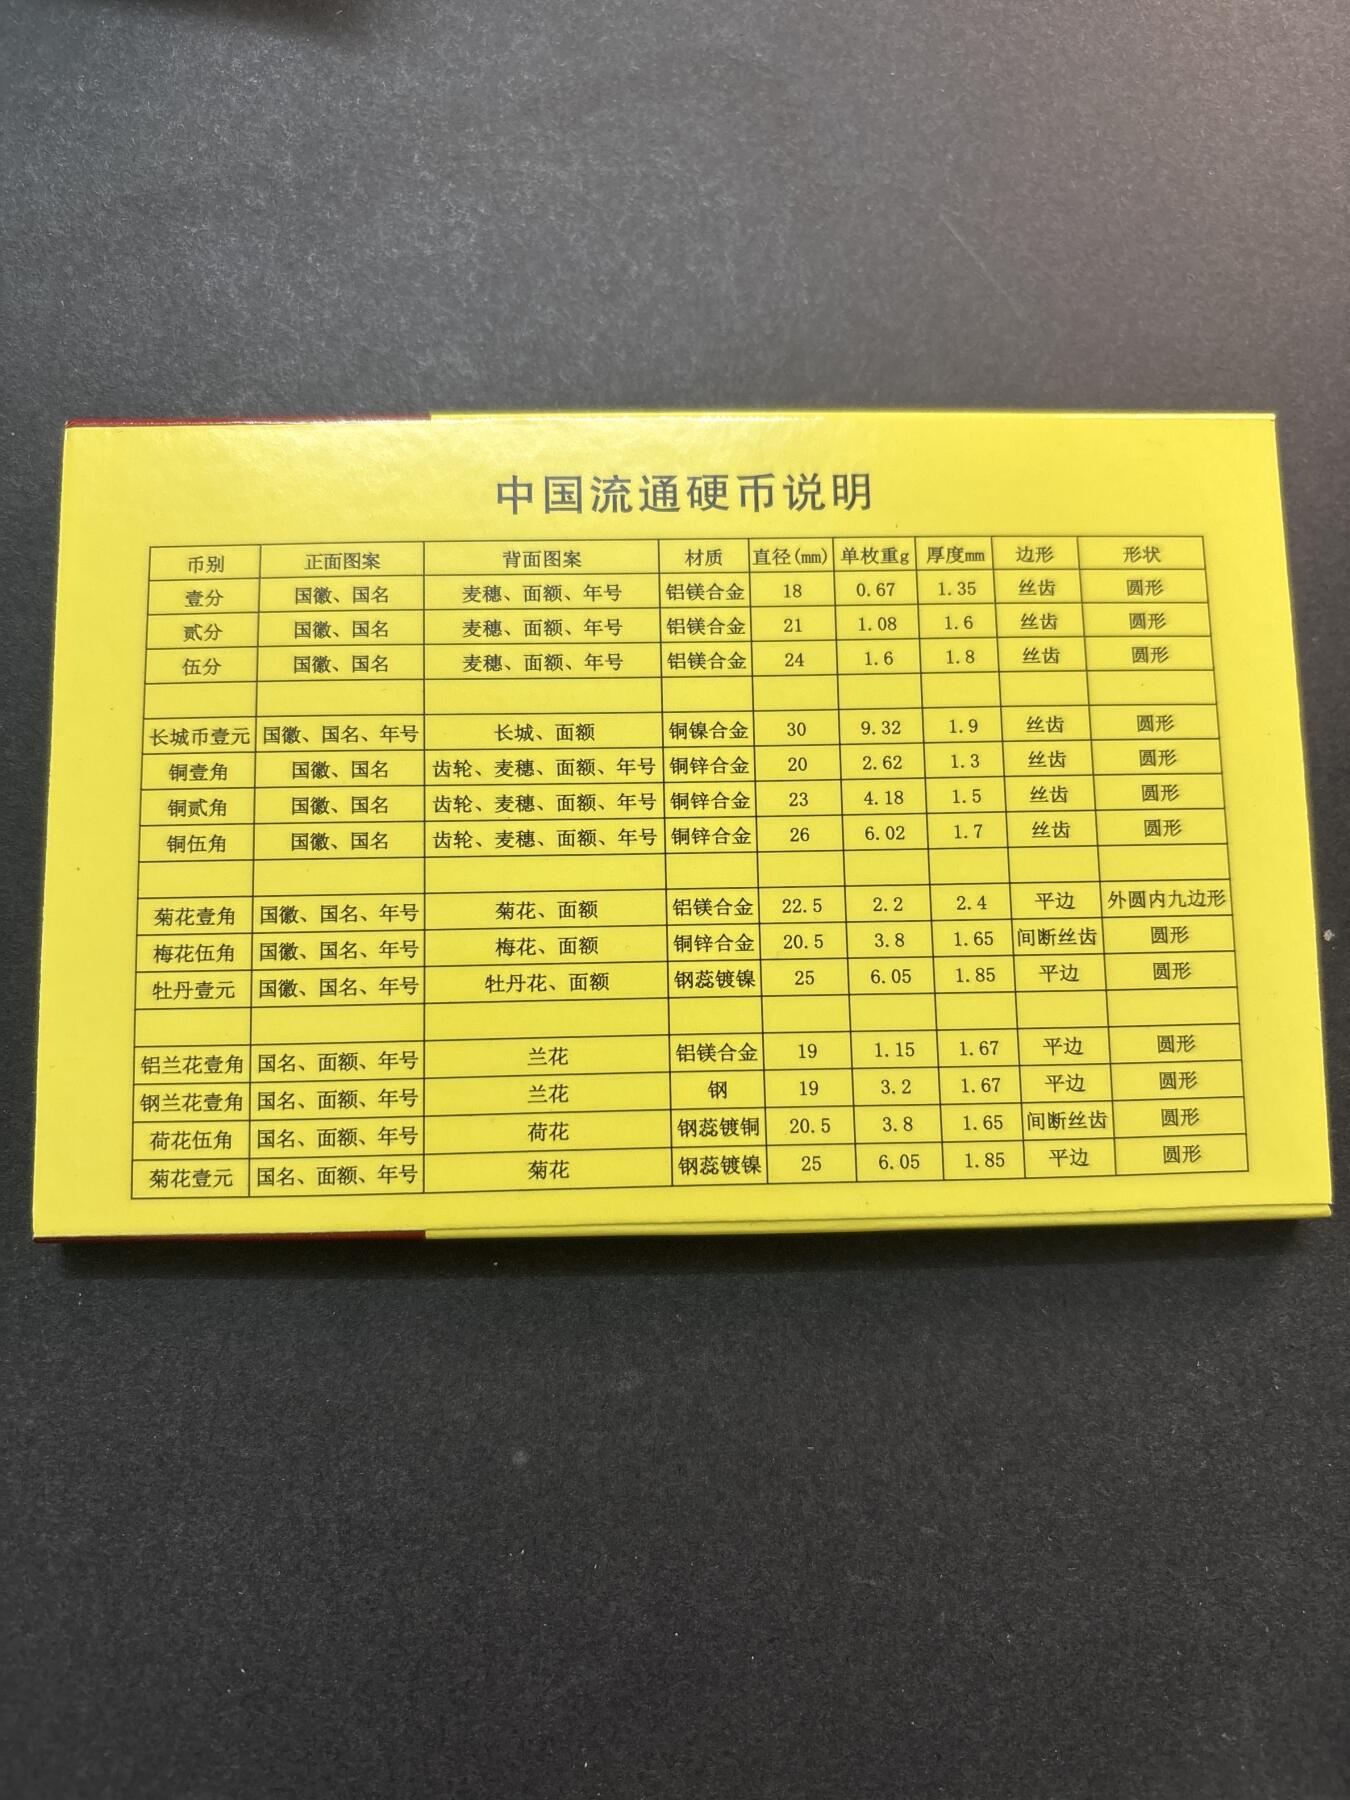 中国流通硬币说明
币别 正面图案 背面图案 材质 直径(mm) 单枚重g 厚度mm 边形 形状
壹分 国徽、国名 麦穗、面额、年号 铝镁合金 18 0.67 1.35 丝齿 圆形
贰分 国徽、国名 麦穗、面额、年号 铝镁合金 21 1.08 1.6 丝齿 圆形
伍分 国徽、国名 麦穗、面额、年号 铝镁合金 24 1.6 1.8 丝齿 圆形
长城币壹元 国徽、国名、年号 长城、面额 铜镍合金 30 9.32 1.9 丝齿 圆形
铜壹角 国徽、国名 齿轮、麦穗、面额、年号 铜锌合金 20 2.62 1.3 丝齿 圆形
铜贰角 国徽、国名 齿轮、麦穗、面额、年号 铜锌合金 23 4.18 1.5 丝齿 圆形
铜伍角 国徽、国名 齿轮、麦穗、面额、年号 铜锌合金 26 6.02 1.7 丝齿 圆形
菊花壹角 国徽、国名、年号 菊花、面额 铝镁合金 22.5 2.2 2.4 平边 外圆内九边形
梅花伍角 国徽、国名、年号 梅花、面额 铜锌合金 20.5 3.8 1.65 间断丝齿 圆形
牡丹壹元 国徽、国名、年号 牡丹花、面额 钢蕊镀镍 25 6.05 1.85 平边 圆形
铝兰花壹角 国名、面额、年号 兰花 铝镁合金 19 1.15 1.67 平边 圆形
钢兰花壹角 国名、面额、年号 兰花 钢 19 3.2 1.67 平边 圆形
荷花伍角 国名、面额、年号 荷花 钢蕊镀铜 20.5 3.8 1.65 间断丝齿 圆形
菊花壹元 国名、面额、年号 菊花 钢蕊镀镍 25 6.05 1.85 平边 圆形